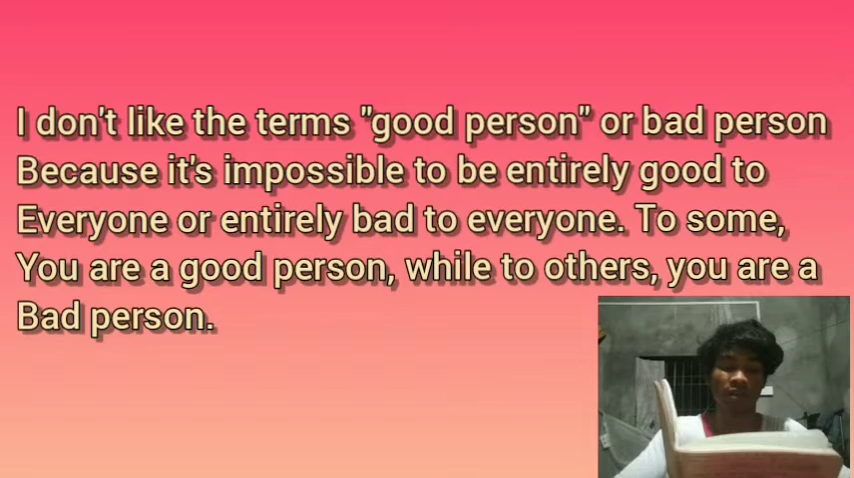 I don't like the terms "good person" or bad person
Because it's impossible to be entirely good to
Everyone or entirely bad to everyone. To some,
You are a good person, while to others, you are a
Bad person.